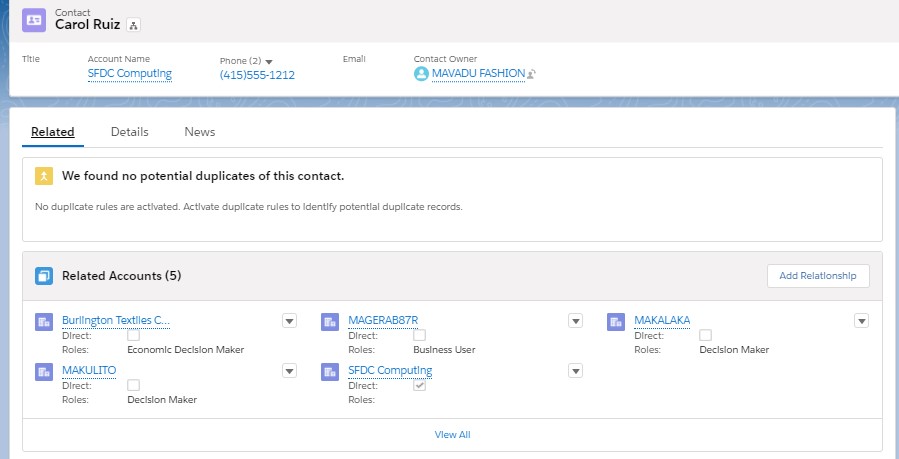 Contact
Carol Ruiz
Title
Account Name
Phone (2)
Email
Contact Owner
SFDC Computing
(415)555-1212
MAVADU FASHION
Related
Details
News
We found no potential duplicates of this contact.
No duplicate rules are activated. Activate duplicate rules to identify potential duplicate records.
Related Accounts (5)
Add Relationship
Burlington Textiles C...
Direct:
Roles: Economic Decision Maker
MAGERAB87R
Direct:
Roles: Business User
MAKALAKA
Direct:
Roles: Decision Maker
MAKULITO
Direct:
Roles: Decision Maker
SFDC Computing
Direct:
Roles:
View All